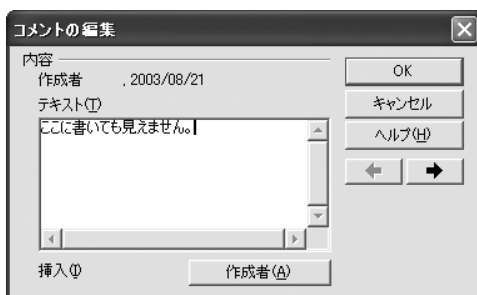 コメントの編集
内容
作成者 , 2003/08/21
テキスト(T)
ここに書いても見えません。
挿入(I)
作成者(A)
OK
キャンセル
ヘルプ(H)